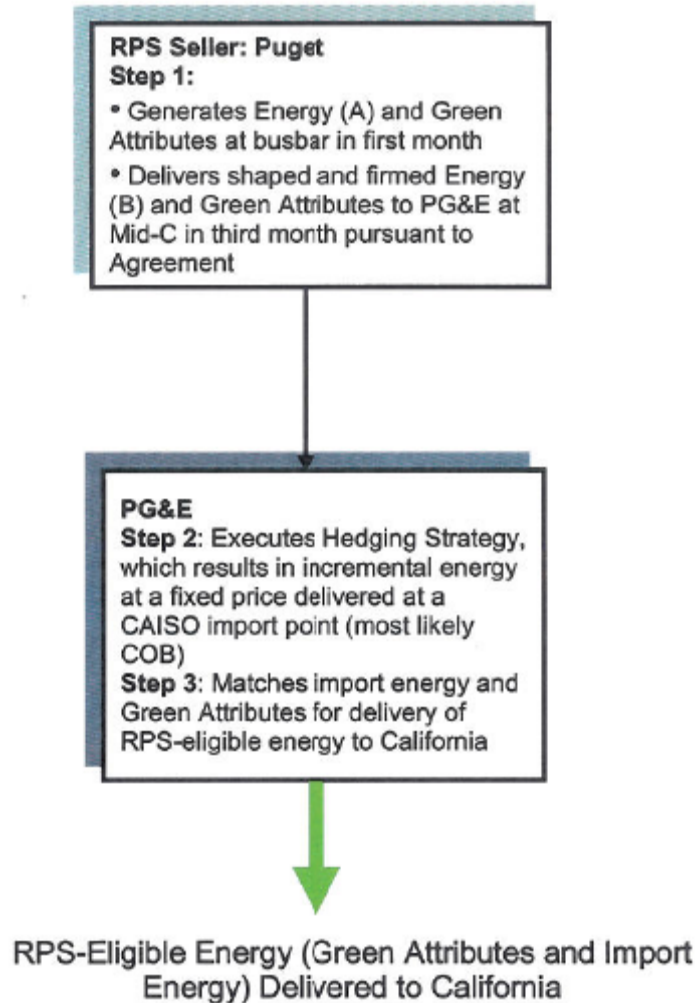 RPS Seller: Puget
Step 1:
• Generates Energy (A) and Green
Attributes at busbar in first month
• Delivers shaped and firmed Energy
(B) and Green Attributes to PG&E at
Mid-C in third month pursuant to
Agreement
PG&E
Step 2: Executes Hedging Strategy,
which results in incremental energy
at a fixed price delivered at a
CAISO import point (most likely
COB)
Step 3: Matches import energy and
Green Attributes for delivery of
RPS-eligible energy to California
RPS-Eligible Energy (Green Attributes and Import
Energy) Delivered to California